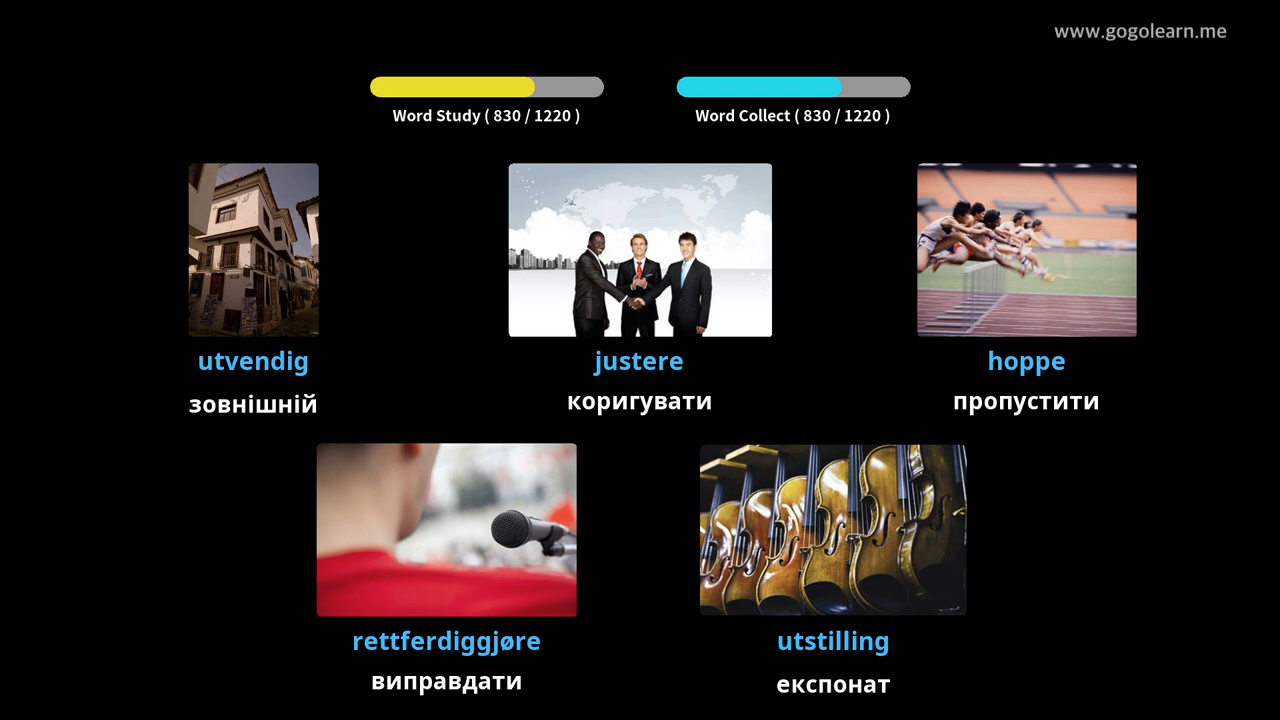 www.gogolearn.me
Word Study ( 830 / 1220 )
Word Collect ( 830 / 1220 )
utvendig
зовнішній
justere
коригувати
hoppe
пропустити
rettferdiggjøre
виправдати
utstilling
експонат